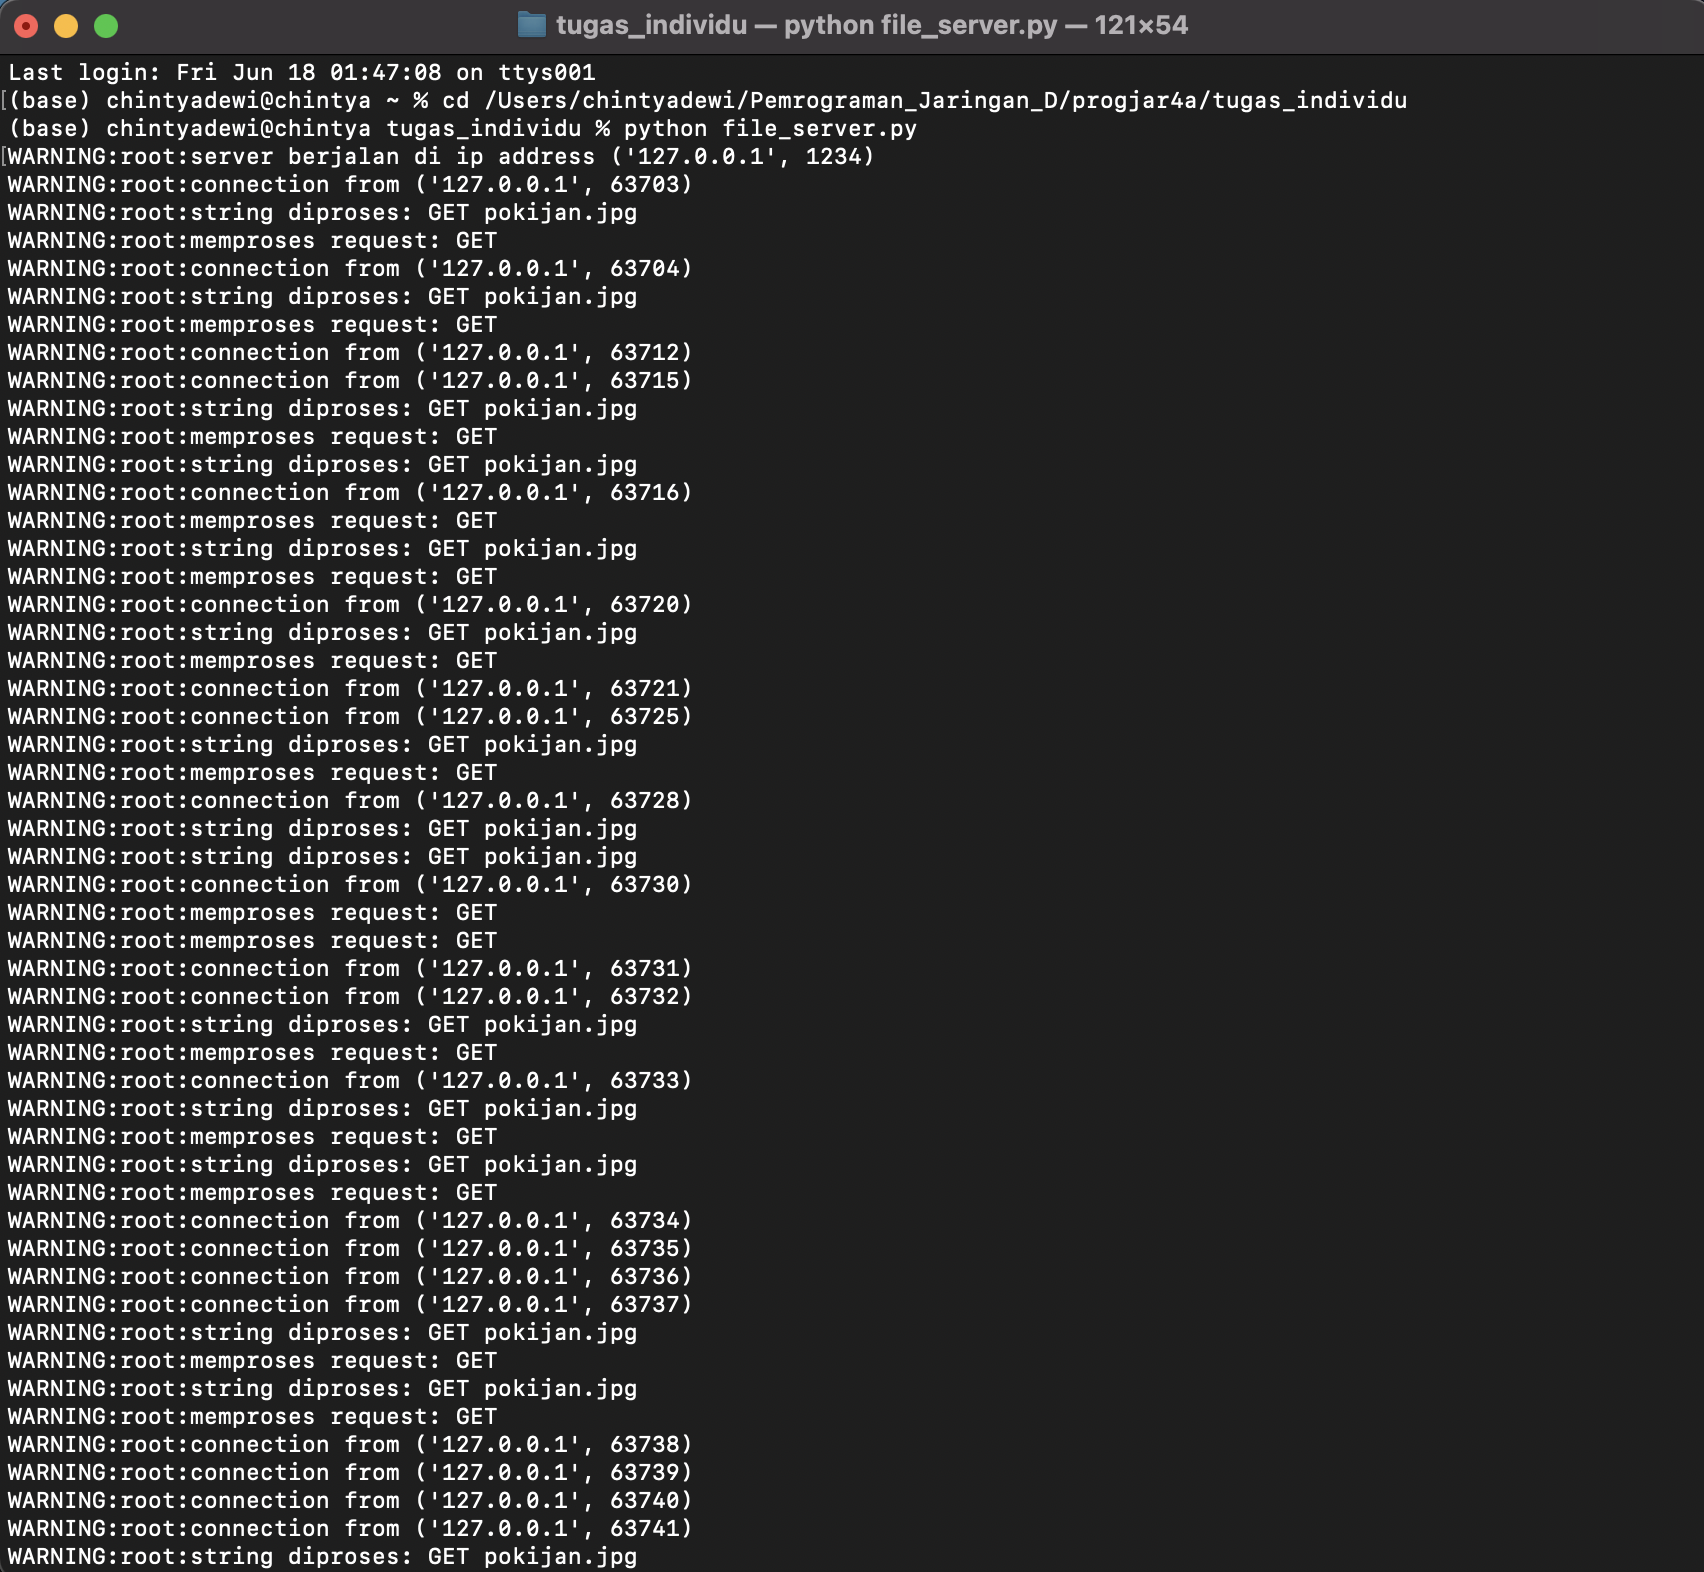 tugas_individu — python file_server.py — 121×54
Last login: Fri Jun 18 01:47:08 on ttys001
[(base) chintyadewi@chintya ~ % cd /Users/chintyadewi/Pemrograman_Jaringan_D/progjar4a/tugas_individu
(base) chintyadewi@chintya tugas_individu % python file_server.py
[WARNING:root:server berjalan di ip address ('127.0.0.1', 1234)
WARNING:root:connection from ('127.0.0.1', 63703)
WARNING:root:string diproses: GET pokijan.jpg
WARNING:root:memproses request: GET
WARNING:root:connection from ('127.0.0.1', 63704)
WARNING:root:string diproses: GET pokijan.jpg
WARNING:root:memproses request: GET
WARNING:root:connection from ('127.0.0.1', 63712)
WARNING:root:connection from ('127.0.0.1', 63715)
WARNING:root:string diproses: GET pokijan.jpg
WARNING:root:memproses request: GET
WARNING:root:string diproses: GET pokijan.jpg
WARNING:root:connection from ('127.0.0.1', 63716)
WARNING:root:memproses request: GET
WARNING:root:string diproses: GET pokijan.jpg
WARNING:root:memproses request: GET
WARNING:root:connection from ('127.0.0.1', 63720)
WARNING:root:string diproses: GET pokijan.jpg
WARNING:root:memproses request: GET
WARNING:root:connection from ('127.0.0.1', 63721)
WARNING:root:connection from ('127.0.0.1', 63725)
WARNING:root:string diproses: GET pokijan.jpg
WARNING:root:memproses request: GET
WARNING:root:connection from ('127.0.0.1', 63728)
WARNING:root:string diproses: GET pokijan.jpg
WARNING:root:string diproses: GET pokijan.jpg
WARNING:root:connection from ('127.0.0.1', 63730)
WARNING:root:memproses request: GET
WARNING:root:memproses request: GET
WARNING:root:connection from ('127.0.0.1', 63731)
WARNING:root:connection from ('127.0.0.1', 63732)
WARNING:root:string diproses: GET pokijan.jpg
WARNING:root:memproses request: GET
WARNING:root:connection from ('127.0.0.1', 63733)
WARNING:root:string diproses: GET pokijan.jpg
WARNING:root:memproses request: GET
WARNING:root:string diproses: GET pokijan.jpg
WARNING:root:memproses request: GET
WARNING:root:connection from ('127.0.0.1', 63734)
WARNING:root:connection from ('127.0.0.1', 63735)
WARNING:root:connection from ('127.0.0.1', 63736)
WARNING:root:connection from ('127.0.0.1', 63737)
WARNING:root:string diproses: GET pokijan.jpg
WARNING:root:memproses request: GET
WARNING:root:string diproses: GET pokijan.jpg
WARNING:root:memproses request: GET
WARNING:root:connection from ('127.0.0.1', 63738)
WARNING:root:connection from ('127.0.0.1', 63739)
WARNING:root:connection from ('127.0.0.1', 63740)
WARNING:root:connection from ('127.0.0.1', 63741)
WARNING:root:string diproses: GET pokijan.jpg